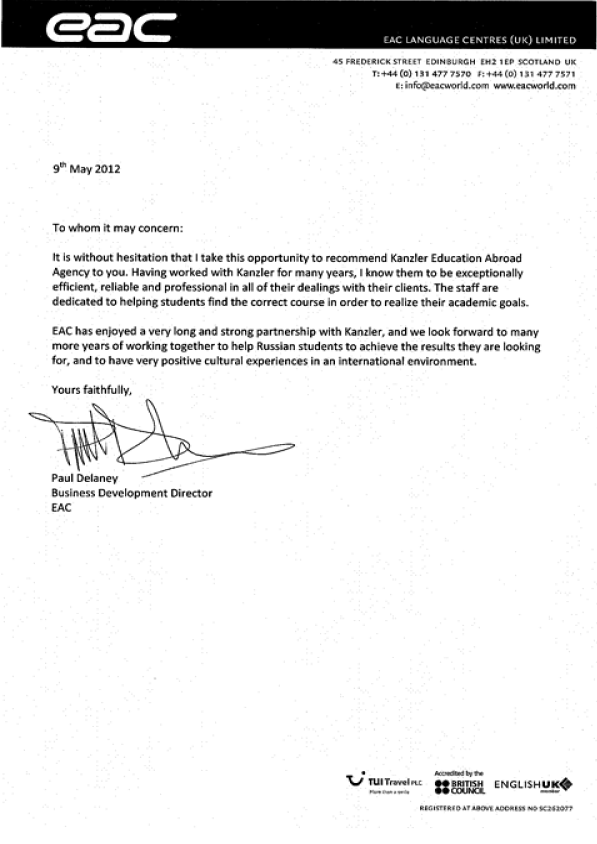 eac
EAC LANGUAGE CENTRES (UK) LIMITED
45 FREDERICK STREET EDINBURGH EH2 1EP SCOTLAND UK
T:+44 (0) 131 477 7570 F:+44 (0) 131 477 7571
E: info@eacworld.com www.eacworld.com
9th May 2012
To whom it may concern:
It is without hesitation that I take this opportunity to recommend Kanzler Education Abroad
Agency to you. Having worked with Kanzler for many years, I know them to be exceptionally
efficient, reliable and professional in all of their dealings with their clients. The staff are
dedicated to helping students find the correct course in order to realize their academic goals.
EAC has enjoyed a very long and strong partnership with Kanzler, and we look forward to many
more years of working together to help Russian students to achieve the results they are looking
for, and to have very positive cultural experiences in an international environment.
Yours faithfully,
Paul Delaney
Business Development Director
EAC
TUI Travel PLC
More than a smile
Accredited by the
BRITISH
COUNCIL
ENGLISHUK
member
REGISTERED AT ABOVE ADDRESS NO SC262077